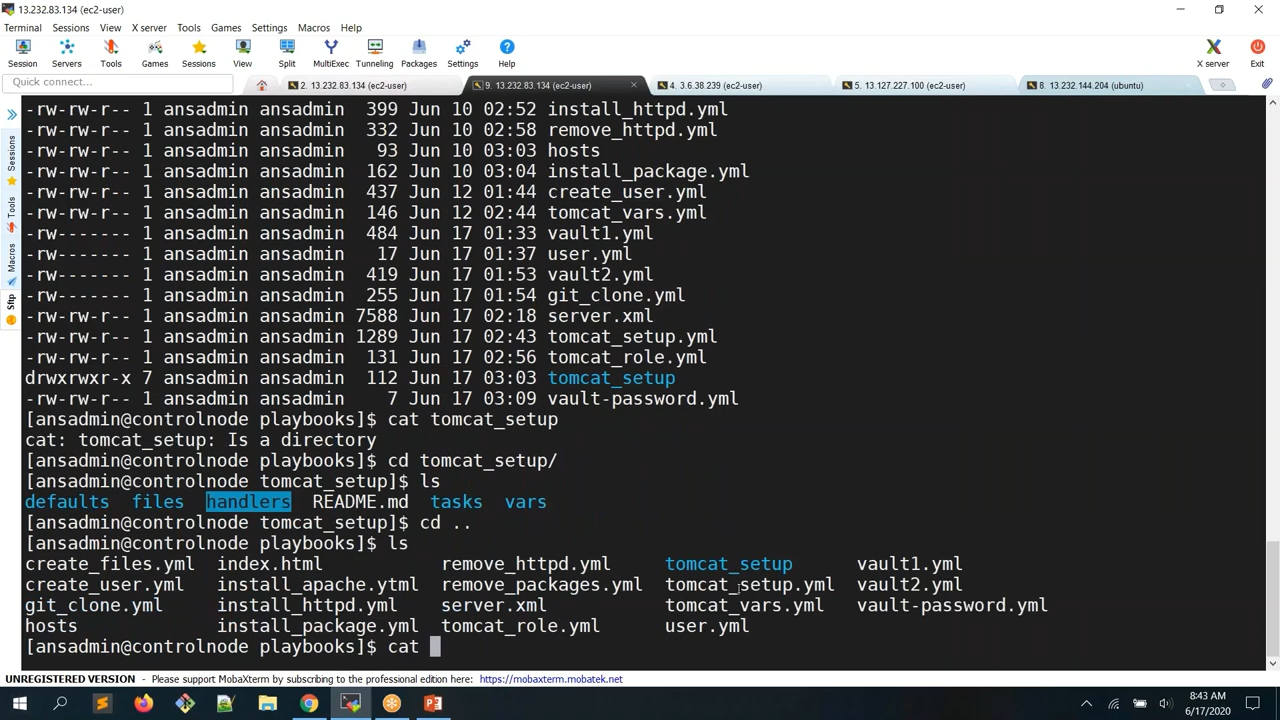 13.232.83.134 (ec2-user)
Terminal Sessions View X server Tools Games Settings Macros Help
Session Servers Tools Games Sessions View Split MultiExec Tunneling Packages Settings Help X server Exit
Quick connect...
2. 13.232.83.134 (ec2-user) 9. 13.232.83.134 (ec2-user) 4. 3.6.38.239 (ec2-user) 5. 13.127.227.100 (ec2-user) 8. 13.232.144.204 (ubuntu)
Sessions
Tools
Macros
Sftp
-rw-rw-r-- 1 ansadmin ansadmin 399 Jun 10 02:52 install_httpd.yml
-rw-rw-r-- 1 ansadmin ansadmin 332 Jun 10 02:58 remove_httpd.yml
-rw-rw-r-- 1 ansadmin ansadmin 93 Jun 10 03:03 hosts
-rw-rw-r-- 1 ansadmin ansadmin 162 Jun 10 03:04 install_package.yml
-rw-rw-r-- 1 ansadmin ansadmin 437 Jun 12 01:44 create_user.yml
-rw-rw-r-- 1 ansadmin ansadmin 146 Jun 12 02:44 tomcat_vars.yml
-rw------- 1 ansadmin ansadmin 484 Jun 17 01:33 vault1.yml
-rw------- 1 ansadmin ansadmin 17 Jun 17 01:37 user.yml
-rw------- 1 ansadmin ansadmin 419 Jun 17 01:53 vault2.yml
-rw------- 1 ansadmin ansadmin 255 Jun 17 01:54 git_clone.yml
-rw-rw-r-- 1 ansadmin ansadmin 7588 Jun 17 02:18 server.xml
-rw-rw-r-- 1 ansadmin ansadmin 1289 Jun 17 02:43 tomcat_setup.yml
-rw-rw-r-- 1 ansadmin ansadmin 131 Jun 17 02:56 tomcat_role.yml
drwxrwxr-x 7 ansadmin ansadmin 112 Jun 17 03:03 tomcat_setup
-rw-rw-r-- 1 ansadmin ansadmin 7 Jun 17 03:09 vault-password.yml
[ansadmin@controlnode playbooks]$ cat tomcat_setup
cat: tomcat_setup: Is a directory
[ansadmin@controlnode playbooks]$ cd tomcat_setup/
[ansadmin@controlnode tomcat_setup]$ ls
defaults files handlers README.md tasks vars
[ansadmin@controlnode tomcat_setup]$ cd ..
[ansadmin@controlnode playbooks]$ ls
create_files.yml index.html remove_httpd.yml tomcat_setup vault1.yml
create_user.yml install_apache.ytml remove_packages.yml tomcat_setup.yml vault2.yml
git_clone.yml install_httpd.yml server.xml tomcat_vars.yml vault-password.yml
hosts install_package.yml tomcat_role.yml user.yml
[ansadmin@controlnode playbooks]$ cat
UNREGISTERED VERSION - Please support MobaXterm by subscribing to the professional edition here: https://mobaxterm.mobatek.net
8:43 AM
6/17/2020